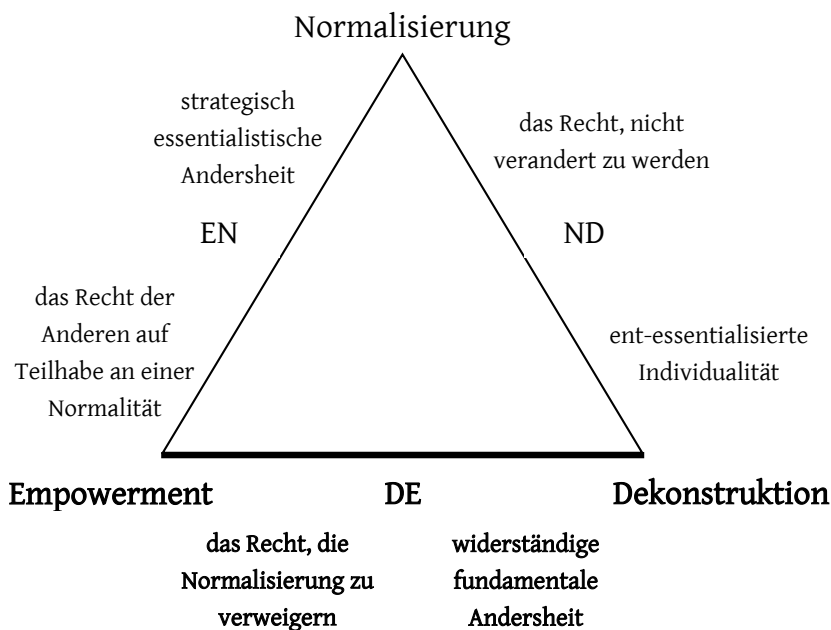 Normalisierung
strategisch
essentialistische
Andersheit
das Recht, nicht
verandert zu werden
EN
ND
das Recht der
Anderen auf
Teilhabe an einer
Normalität
ent-essentialisierte
Individualität
Empowerment
DE
Dekonstruktion
das Recht, die
Normalisierung zu
verweigern
widerständige
fundamentale
Andersheit